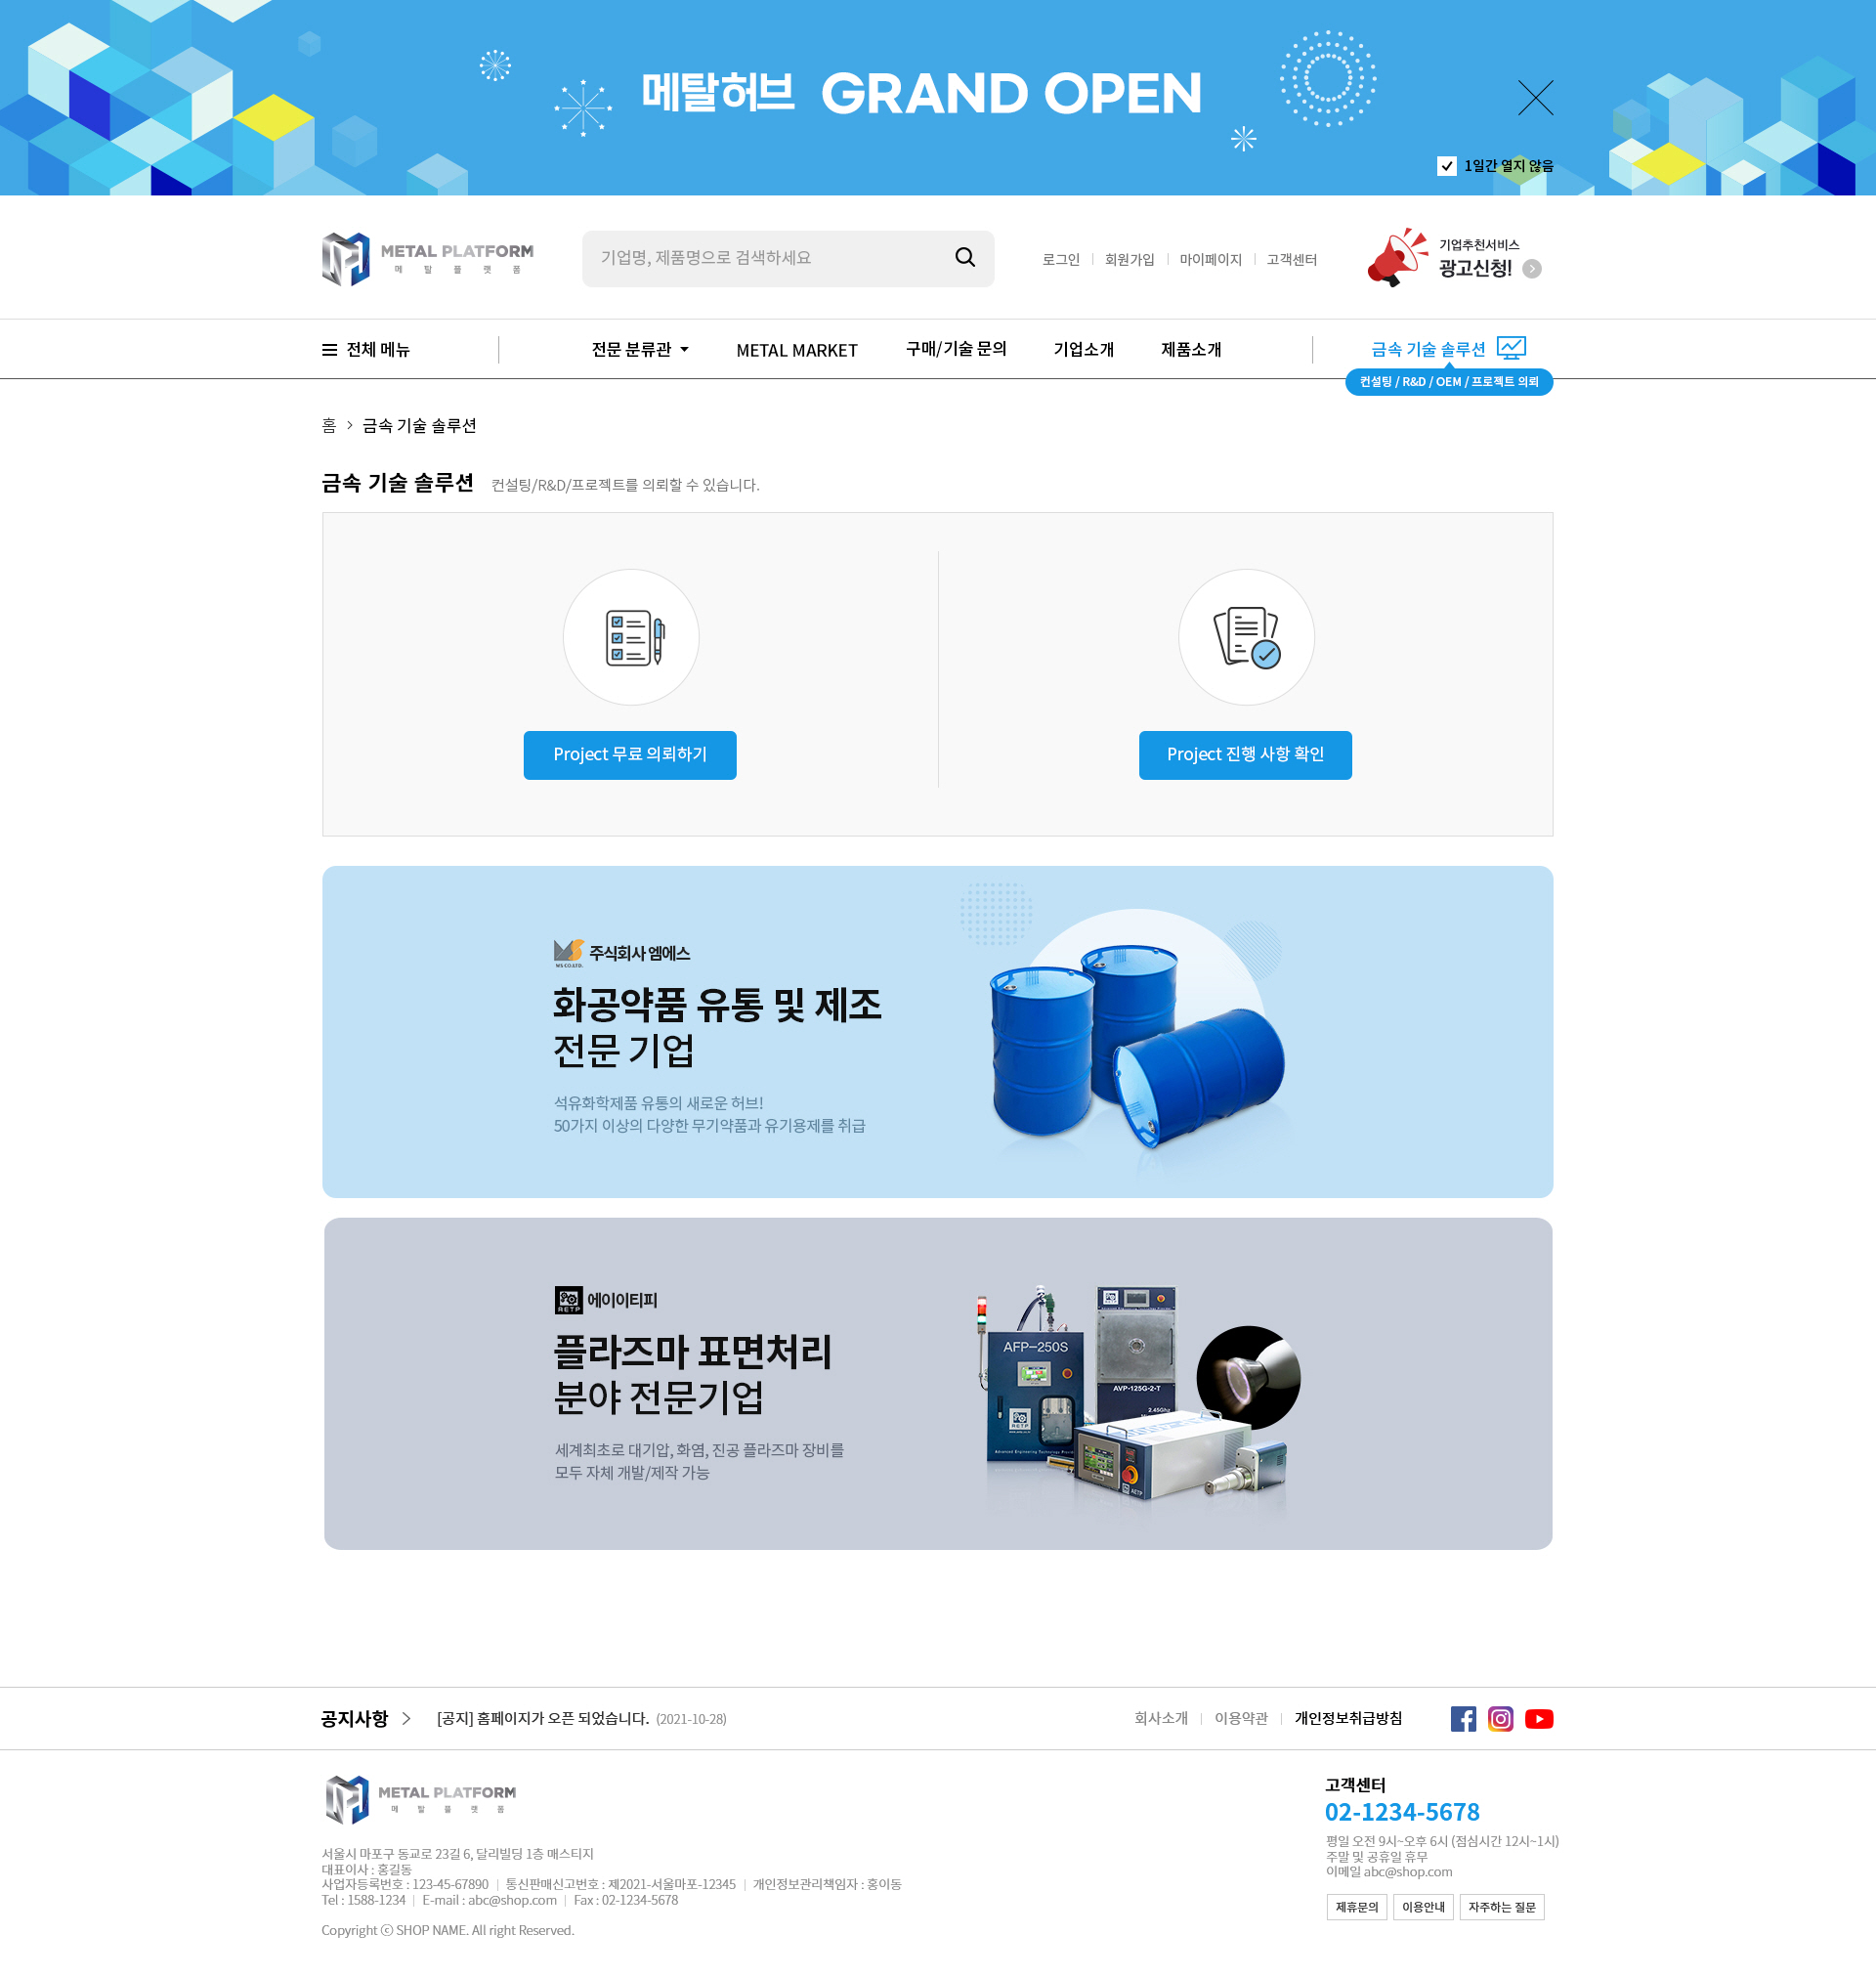 메탈허브 GRAND OPEN
1일간 열지 않음
METAL PLATFORM
메 탈 플 랫 폼
기업명, 제품명으로 검색하세요
로그인 | 회원가입 | 마이페이지 | 고객센터
기업추천서비스
광고신청!
전체 메뉴
전문 분류관
METAL MARKET
구매/기술 문의
기업소개
제품소개
금속 기술 솔루션
컨설팅 / R&D / OEM / 프로젝트 의뢰
홈 > 금속 기술 솔루션
금속 기술 솔루션 컨설팅/R&D/프로젝트를 의뢰할 수 있습니다.
Project 무료 의뢰하기
Project 진행 사항 확인
MS CO.,LTD. 주식회사 엠에스
화공약품 유통 및 제조
전문 기업
석유화학제품 유통의 새로운 허브!
50가지 이상의 다양한 무기약품과 유기용제를 취급
AETP 에이이티피
플라즈마 표면처리
분야 전문기업
세계최초로 대기압, 화염, 진공 플라즈마 장비를
모두 자체 개발/제작 가능
AFP-250S
AVP-125G-2-T
2.45Ghz
AETP
Advanced Engineering Technology
AETP
공지사항
[공지] 홈페이지가 오픈 되었습니다. (2021-10-28)
회사소개 | 이용약관 | 개인정보취급방침
METAL PLATFORM
메 탈 플 랫 폼
서울시 마포구 동교로 23길 6, 달리빌딩 1층 매스티지
대표이사 : 홍길동
사업자등록번호 : 123-45-67890 | 통신판매신고번호 : 제2021-서울마포-12345 | 개인정보관리책임자 : 홍이동
Tel : 1588-1234 | E-mail : abc@shop.com | Fax : 02-1234-5678
Copyright ⓒ SHOP NAME. All right Reserved.
고객센터
02-1234-5678
평일 오전 9시~오후 6시 (점심시간 12시~1시)
주말 및 공휴일 휴무
이메일 abc@shop.com
제휴문의
이용안내
자주하는 질문